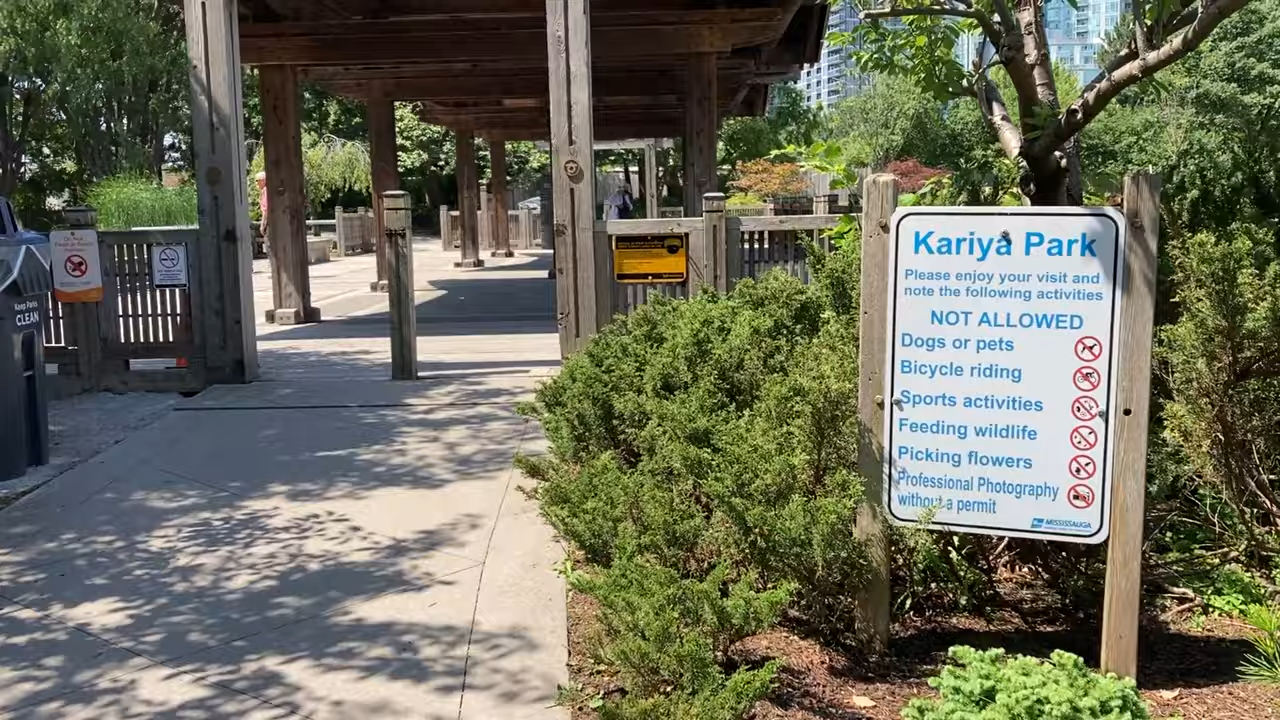 Keep Parks
CLEAN
Kariya Park
Please enjoy your visit and
note the following activities
NOT ALLOWED
Dogs or pets
Bicycle riding
Sports activities
Feeding wildlife
Picking flowers
Professional Photography
without a permit
MISSISSAUGA